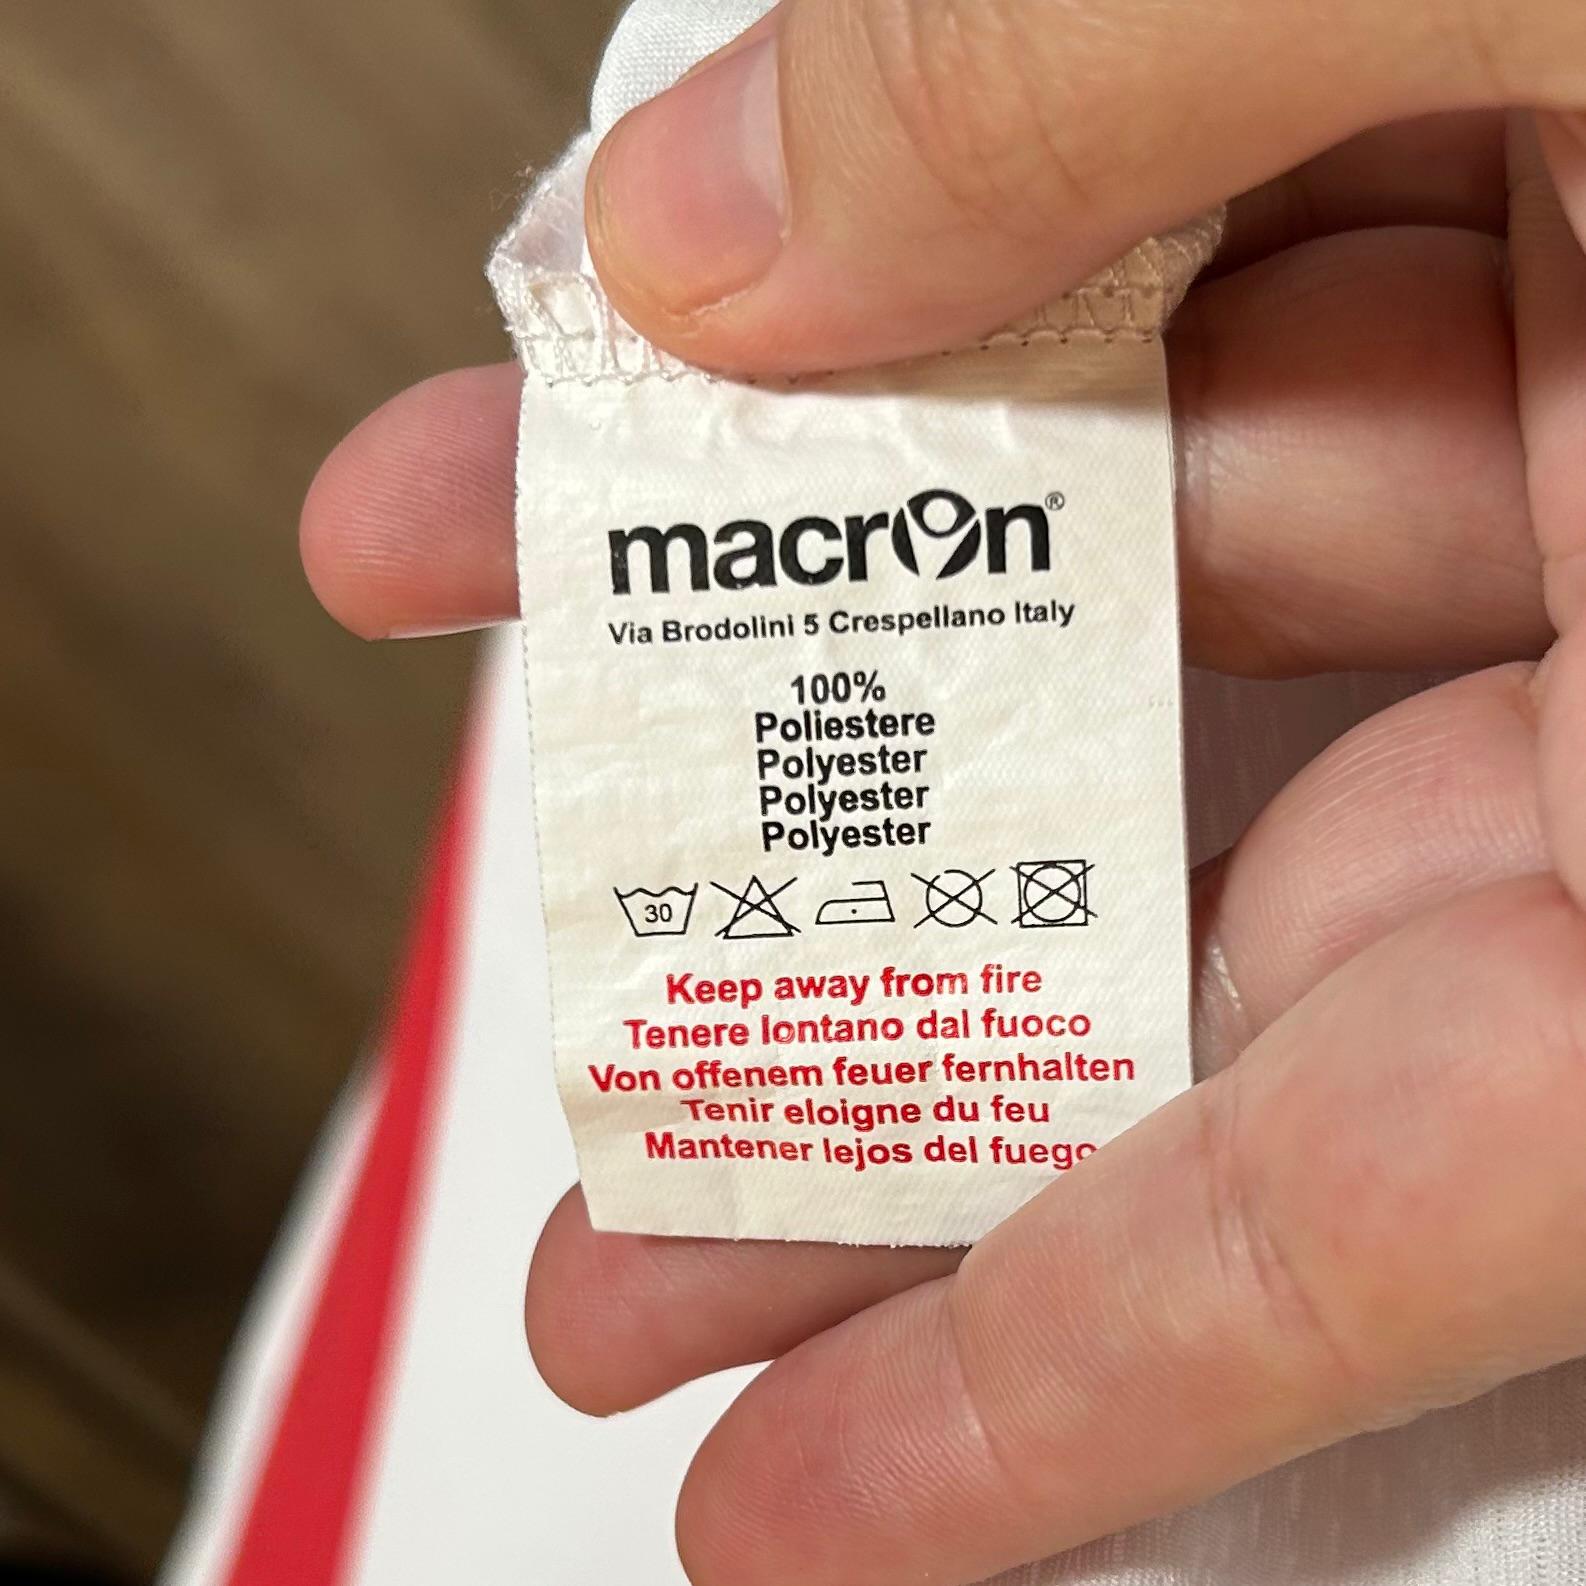 macron®
Via Brodolini 5 Crespellano Italy
100%
Poliestere
Polyester
Polyester
Polyester
30
Keep away from fire
Tenere lontano dal fuoco
Von offenem feuer fernhalten
Tenir eloigne du feu
Mantener lejos del fuego